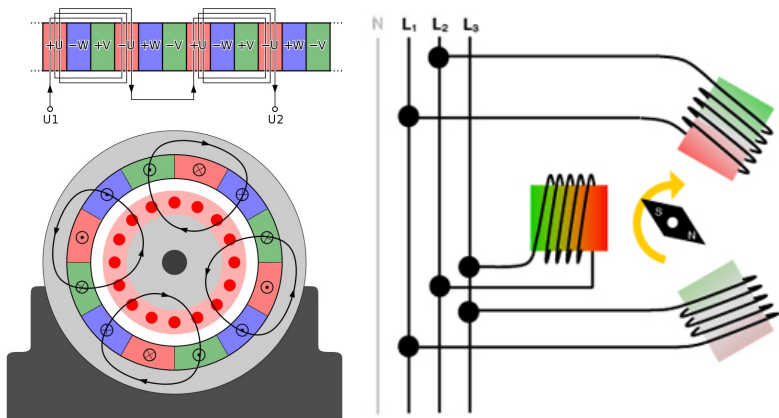 +U −W +V −U +W −V +U −W +V −U +W −V
U1 U2
N L₁ L₂ L₃
S
N